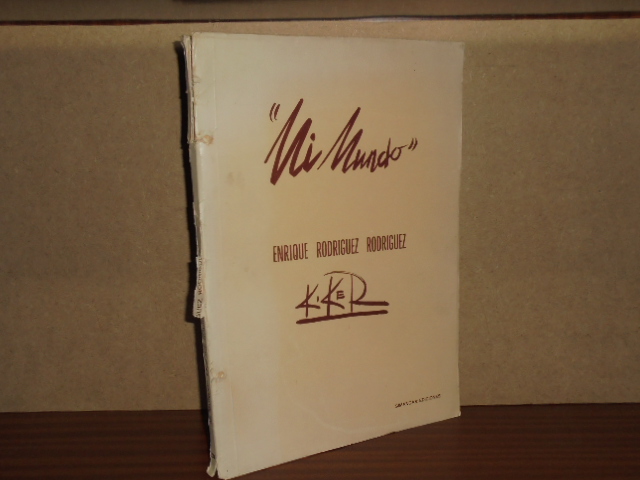 "Mi Mundo"
ENRIQUE RODRIGUEZ RODRIGUEZ
KiKER